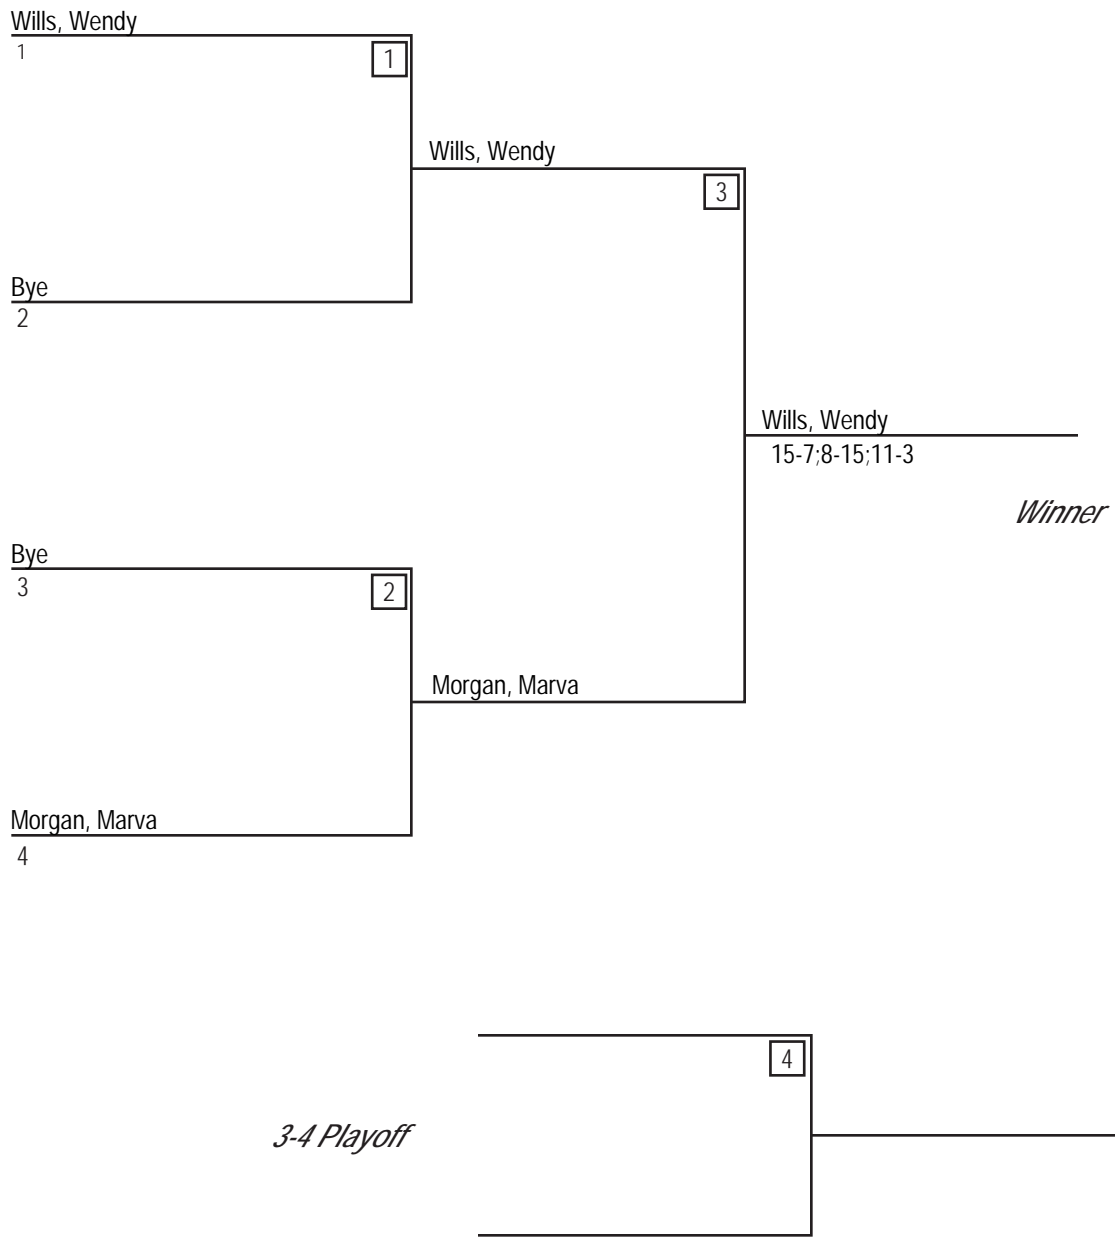 Wills, Wendy
1
1
Wills, Wendy
3
Bye
2
Wills, Wendy
15-7;8-15;11-3
Winner
Bye
3
2
Morgan, Marva
Morgan, Marva
4
4
3-4 Playoff